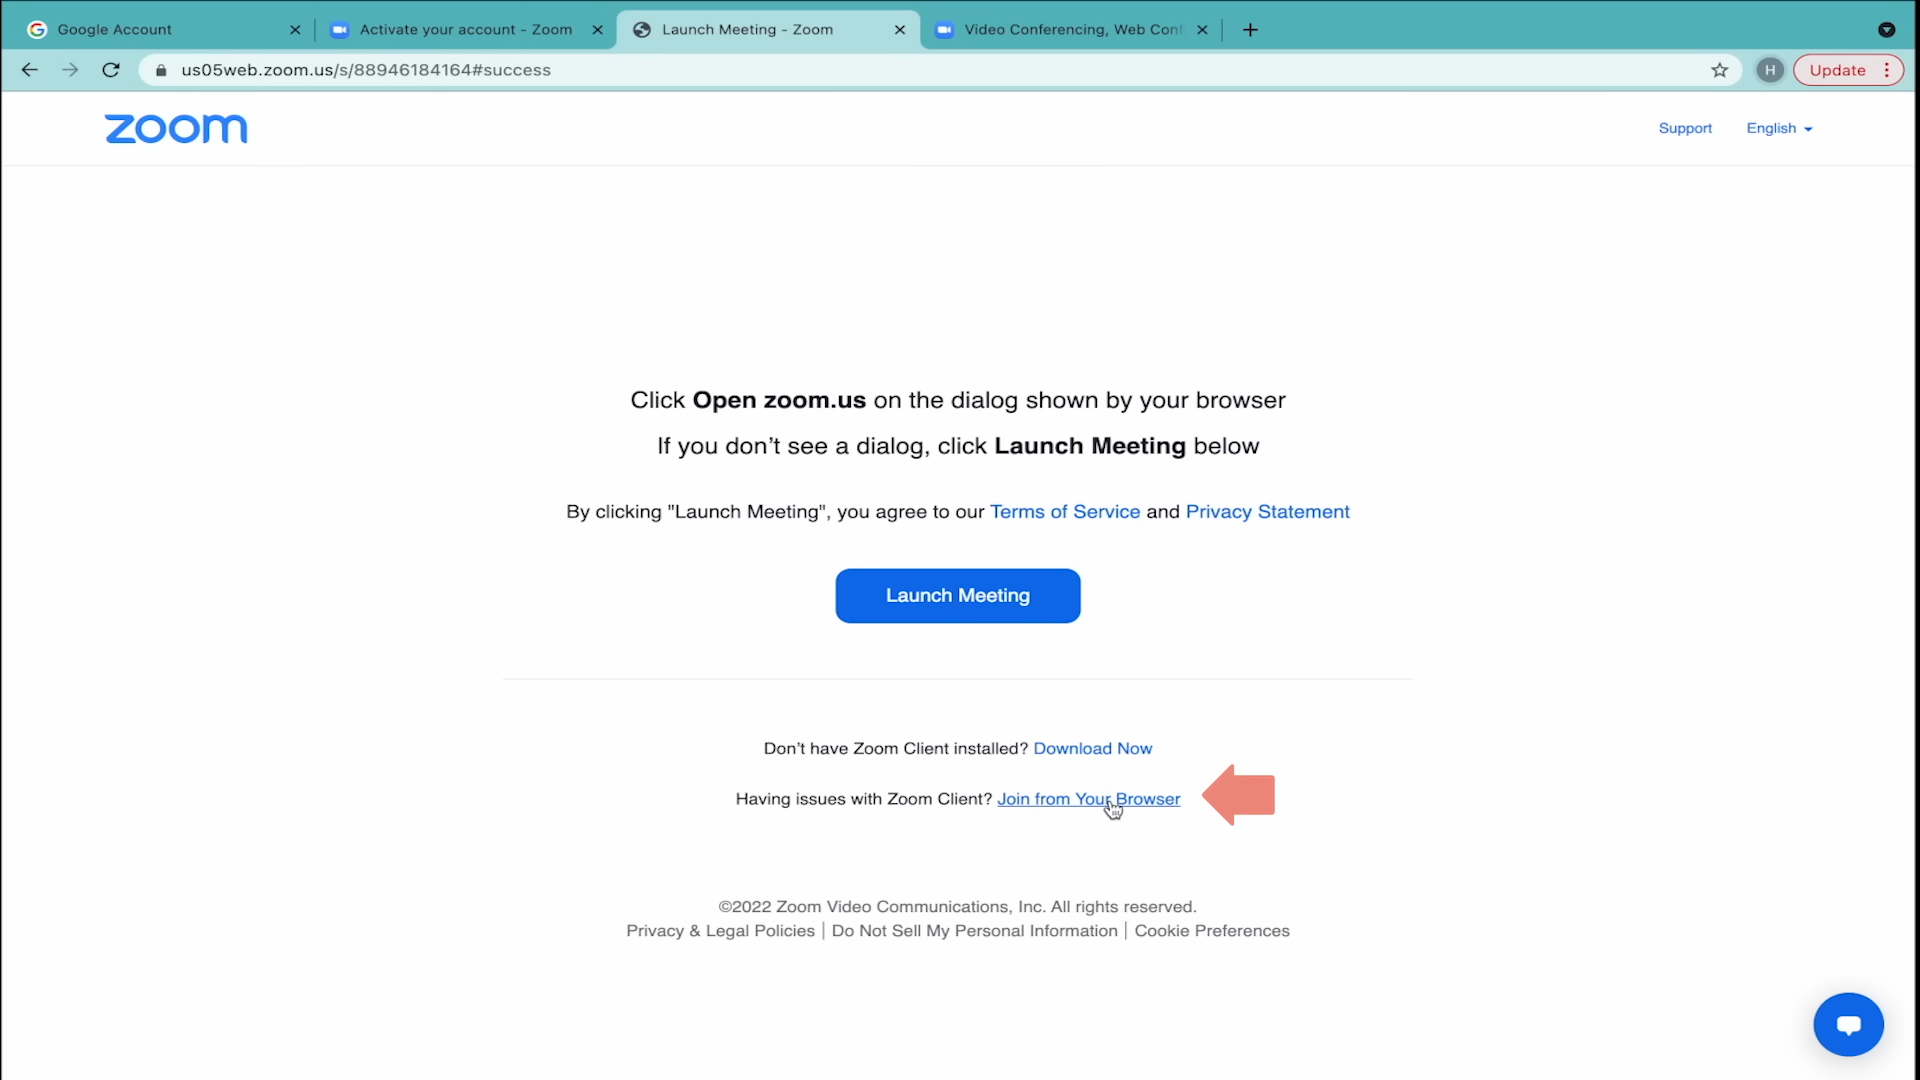 Google Account
Activate your account - Zoom
Launch Meeting - Zoom
Video Conferencing, Web Conf
us05web.zoom.us/s/88946184164#success
H
Update
zoom
Support
English
Click Open zoom.us on the dialog shown by your browser
If you don’t see a dialog, click Launch Meeting below
By clicking "Launch Meeting", you agree to our Terms of Service and Privacy Statement
Launch Meeting
Don’t have Zoom Client installed? Download Now
Having issues with Zoom Client? Join from Your Browser
©2022 Zoom Video Communications, Inc. All rights reserved.
Privacy & Legal Policies | Do Not Sell My Personal Information | Cookie Preferences